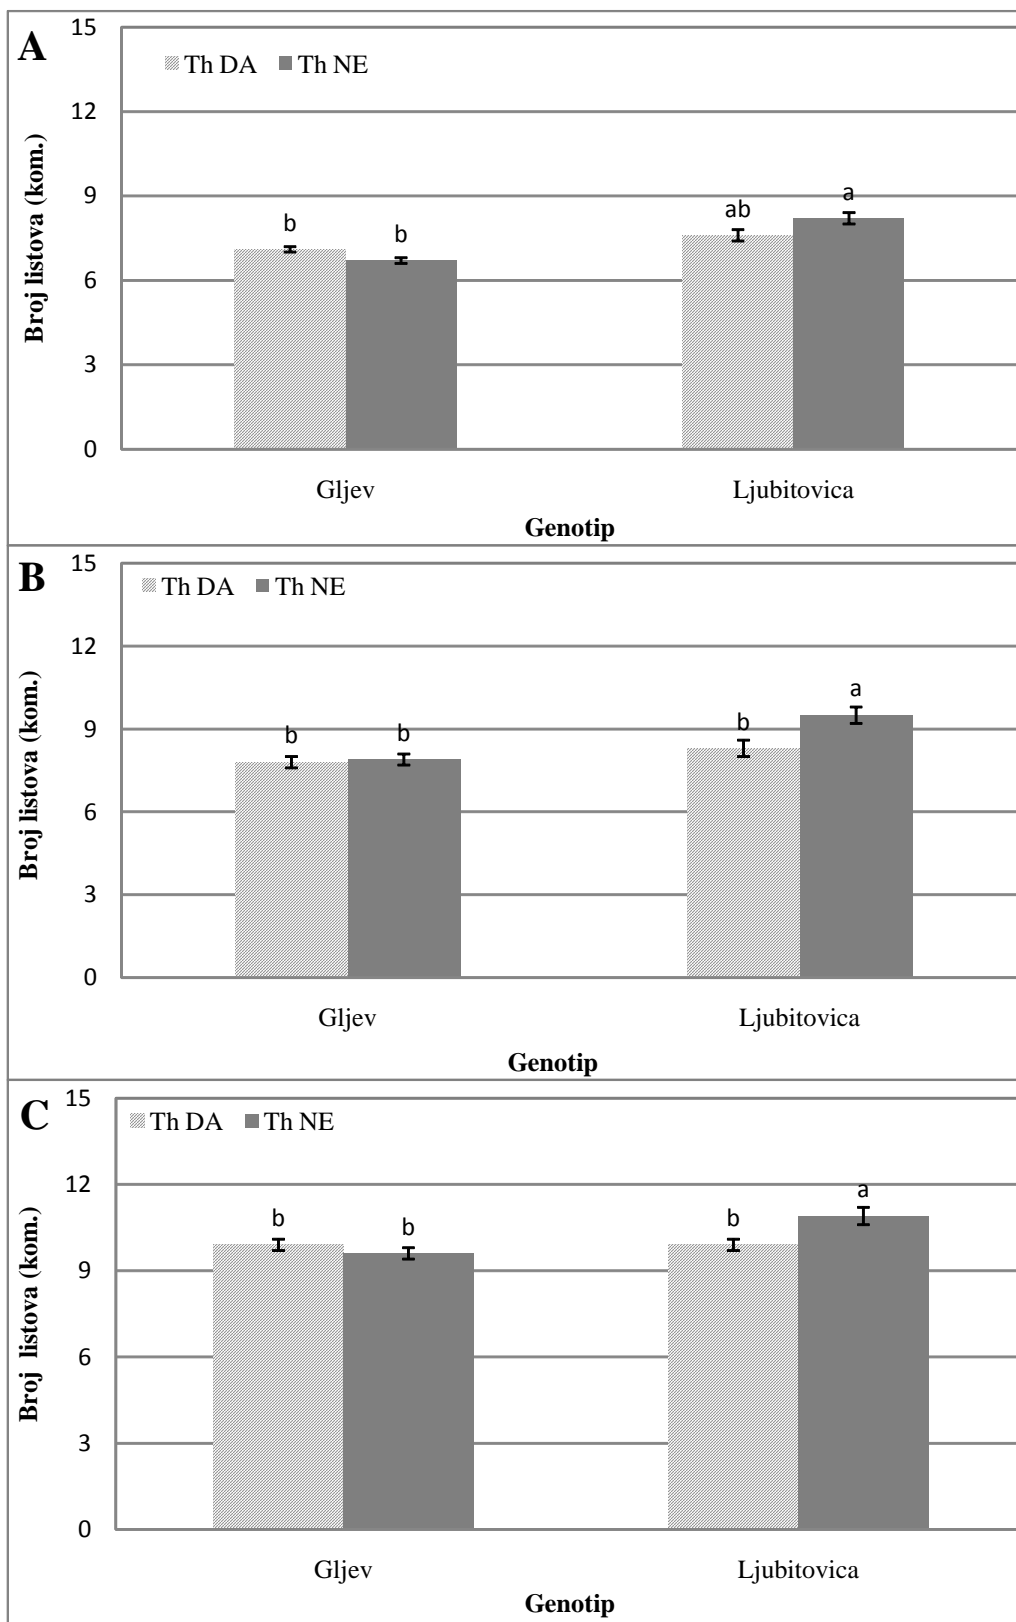 A
Th DA Th NE
Broj listova (kom.)
15
12
9
6
3
0
b b ab a
Gljev Ljubitovica
Genotip
B
Th DA Th NE
Broj listova (kom.)
15
12
9
6
3
0
b b b a
Gljev Ljubitovica
Genotip
C
Th DA Th NE
Broj listova (kom.)
15
12
9
6
3
0
b b b a
Gljev Ljubitovica
Genotip